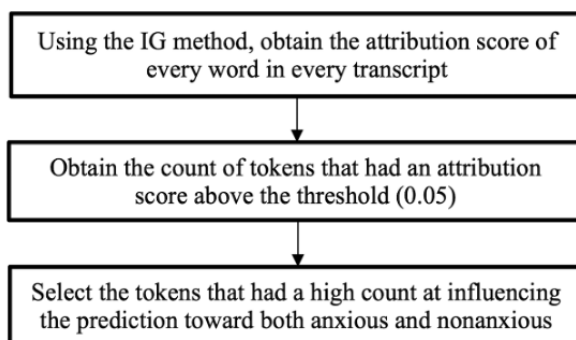 Using the IG method, obtain the attribution score of
every word in every transcript
Obtain the count of tokens that had an attribution
score above the threshold (0.05)
Select the tokens that had a high count at influencing
the prediction toward both anxious and nonanxious